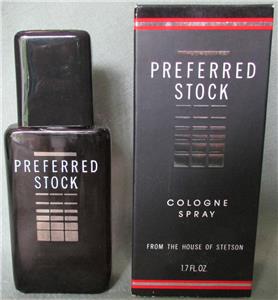 PREFERRED
STOCK
PREFERRED
STOCK
COLOGNE
SPRAY
FROM THE HOUSE OF STETSON
1.7 FL.OZ.